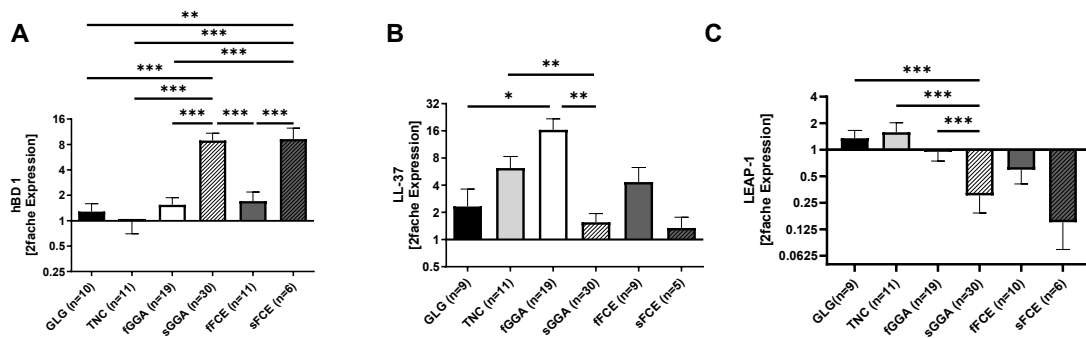 A
hBD 1
[2fache Expression]
16
8
4
2
1
0.5
0.25
**
***
***
***
***
***
***
***
GLG (n=10)
TNC (n=11)
fGGA (n=19)
sGGA (n=30)
fFCE (n=11)
sFCE (n=6)
B
LL-37
[2fache Expression]
32
16
8
4
2
1
0.5
**
*
**
GLG (n=9)
TNC (n=11)
fGGA (n=19)
sGGA (n=30)
fFCE (n=9)
sFCE (n=5)
C
LEAP-1
[2fache Expression]
4
2
1
0.5
0.25
0.125
0.0625
***
***
***
GLG (n=9)
TNC (n=11)
fGGA (n=19)
sGGA (n=30)
fFCE (n=10)
sFCE (n=6)